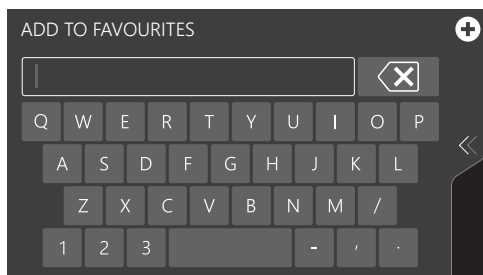 ADD TO FAVOURITES
Q W E R T Y U I O P
A S D F G H J K L
Z X C V B N M /
1 2 3 - , .